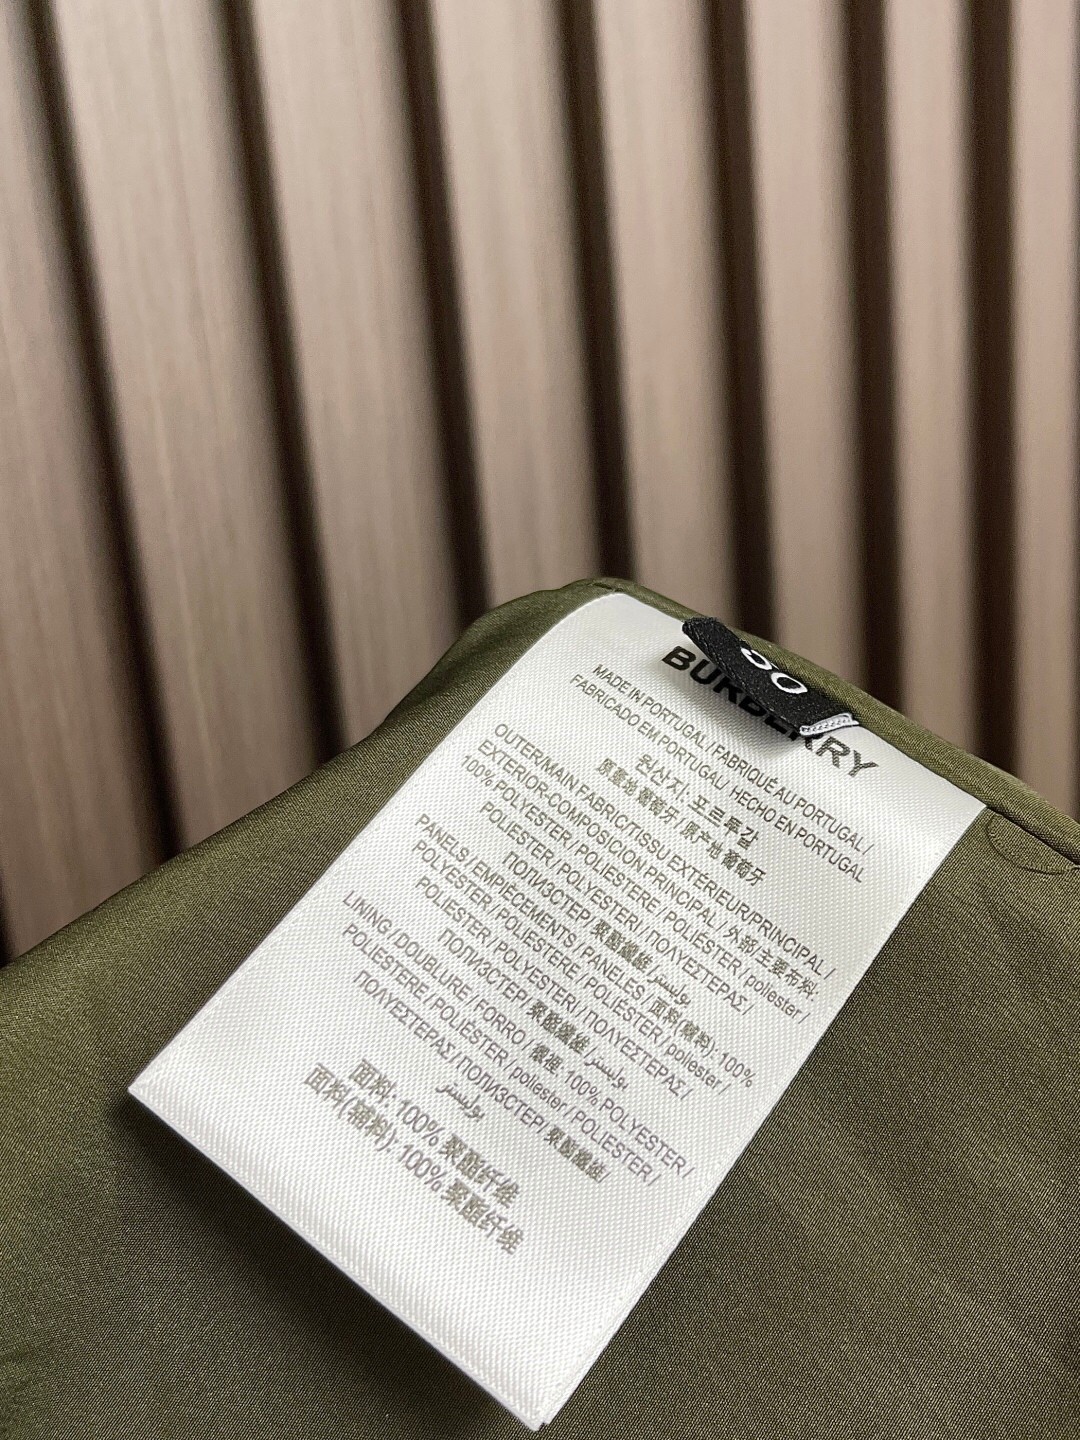 50
BURBERRY
MADE IN PORTUGAL / FABRIQUÉ AU PORTUGAL /
FABRICADO EM PORTUGAL / HECHO EN PORTUGAL
원산지: 포르투갈
原產地 葡萄牙 / 原产地 葡萄牙
OUTER/MAIN FABRIC/TISSU EXTÉRIEUR/PRINCIPAL /
EXTERIOR-COMPOSICION PRINCIPAL / 外部 主要 布料:
100% POLYESTER / POLIESTERE / POLIÉSTER / poliester /
POLIESTER / POLYESTERI / ΠΟΛΥΕΣΤΕΡΑΣ /
ПОЛИЭСТЕР / 聚酯纖維 / بوليستر
PANELS / EMPIÈCEMENTS / PANELES / 面料(輔料): 100%
POLYESTER / POLIESTERE / POLIÉSTER / poliester /
POLIESTER / POLYESTERI / ΠΟΛΥΕΣΤΕΡΑΣ /
ПОЛИЭСТЕР / 聚酯纖維 / بوليستر
LINING / DOUBLURE / FORRO / 襯裡: 100% POLYESTER /
POLIESTERE / POLIÉSTER / poliester / POLIESTER /
ΠΟΛΥΕΣΤΕΡΑΣ / ПОЛИЭСТЕР / 聚酯纖維 /
بوليستر
面料: 100% 聚酯纤维
面料(辅料): 100% 聚酯纤维